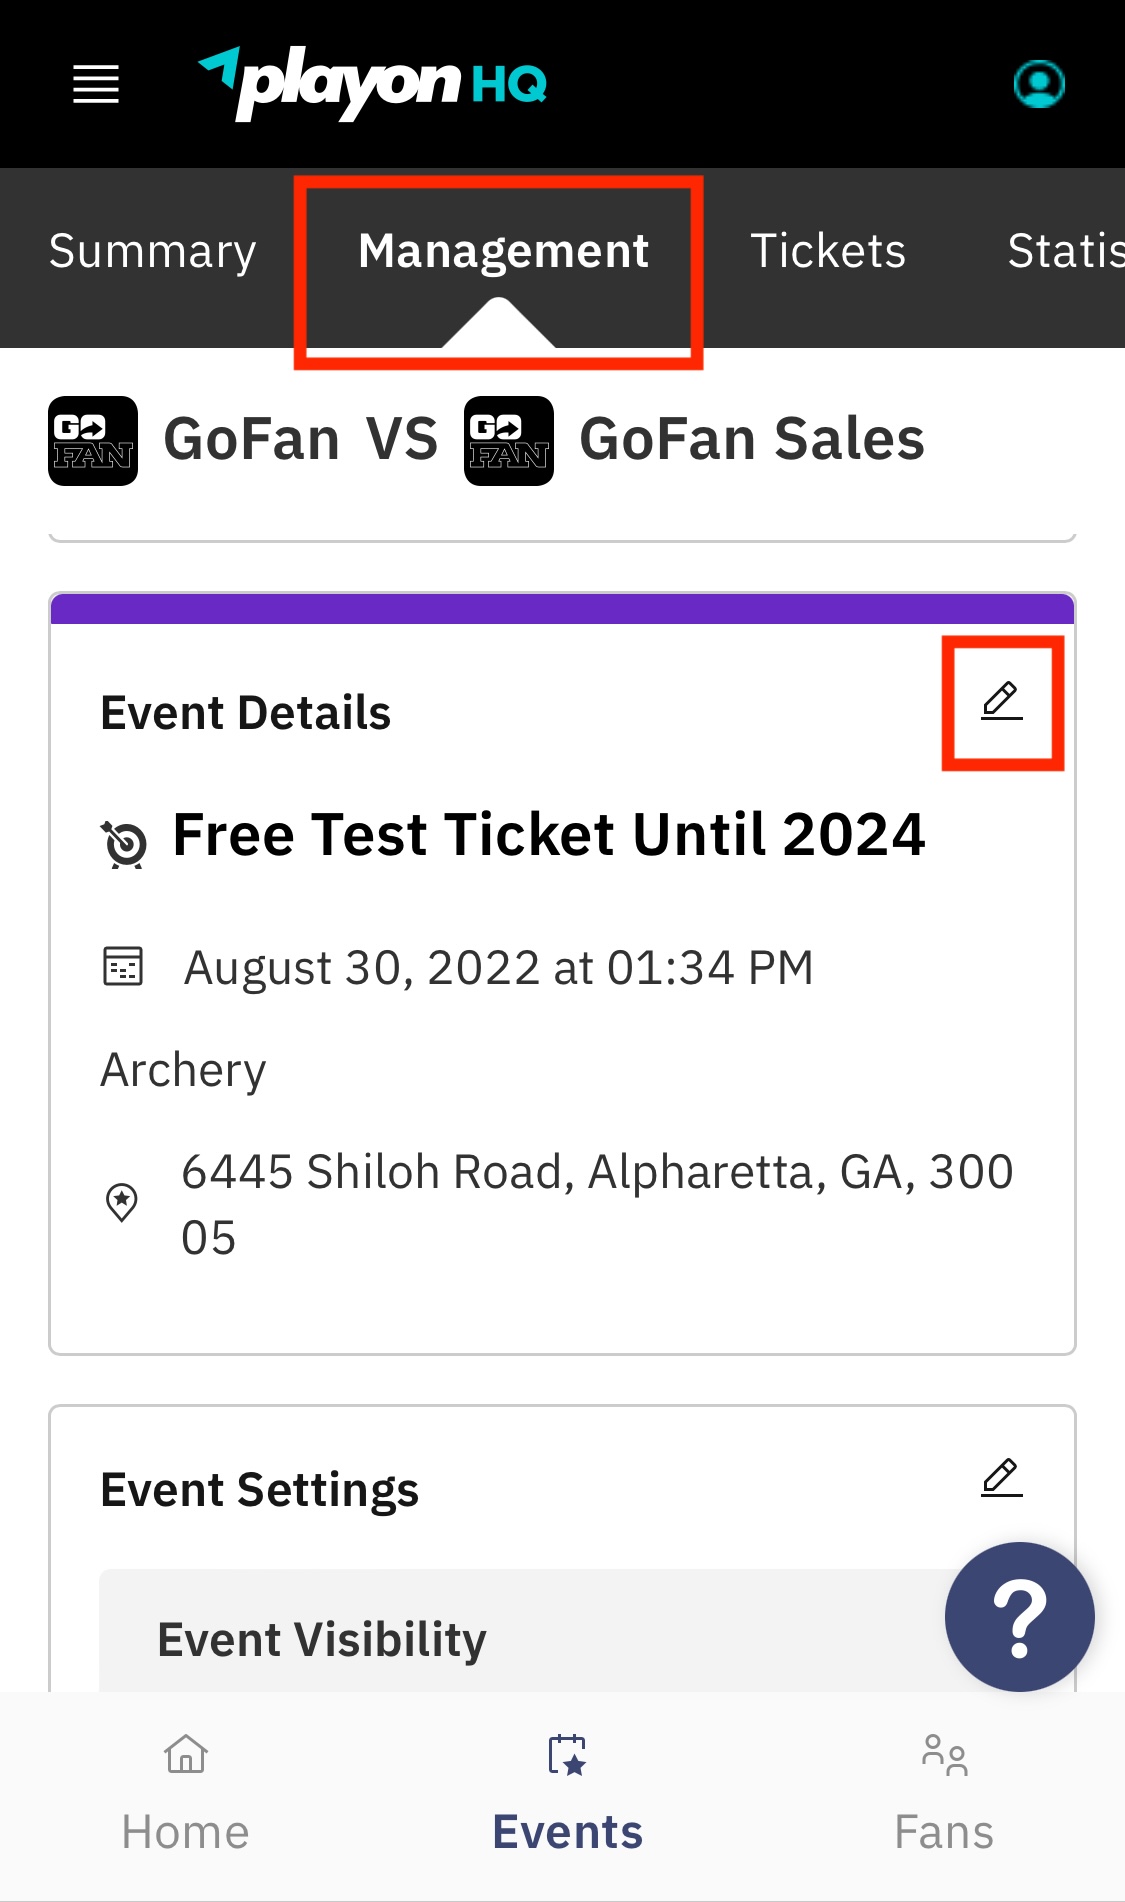 playon HQ
Summary Management Tickets Statis
GO FAN GoFan VS GO FAN GoFan Sales
Event Details
Free Test Ticket Until 2024
August 30, 2022 at 01:34 PM
Archery
6445 Shiloh Road, Alpharetta, GA, 300
05
Event Settings
Event Visibility
?
Home Events Fans